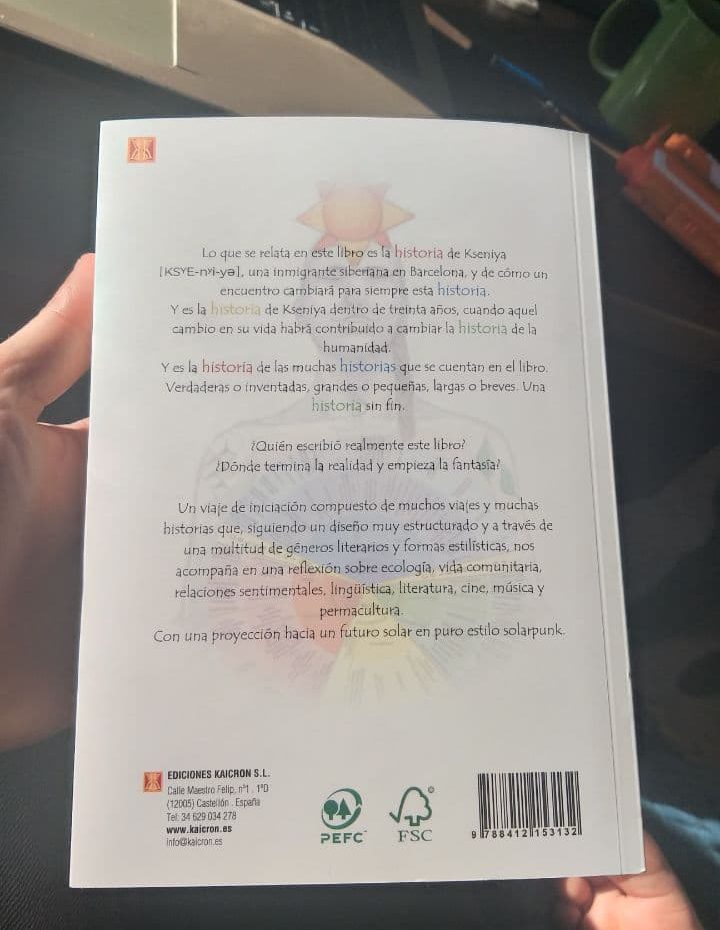 Lo que se relata en este libro es la historia de Kseniya
[KSYE-nʸi-yə], una inmigrante siberiana en Barcelona, y de cómo un
encuentro cambiará para siempre esta historia.
Y es la historia de Kseniya dentro de treinta años, cuando aquel
cambio en su vida habrá contribuido a cambiar la historia de la
humanidad.
Y es la historia de las muchas historias que se cuentan en el libro.
Verdaderas o inventadas, grandes o pequeñas, largas o breves. Una
historia sin fin.
¿Quién escribió realmente este libro?
¿Dónde termina la realidad y empieza la fantasía?
Un viaje de iniciación compuesto de muchos viajes y muchas
historias que, siguiendo un diseño muy estructurado y a través de
una multitud de géneros literarios y formas estilísticas, nos
acompaña en una reflexión sobre ecología, vida comunitaria,
relaciones sentimentales, lingüística, literatura, cine, música y
permacultura.
Con una proyección hacia un futuro solar en puro estilo solarpunk.
EDICIONES KAICRON S.L.
Calle Maestro Felip, nº1 . 1ºD
(12005) Castellón . España
Tel: 34 629 034 278
www.kaicron.es
info@kaicron.es
PEFC™
FSC®
9 788412 153132